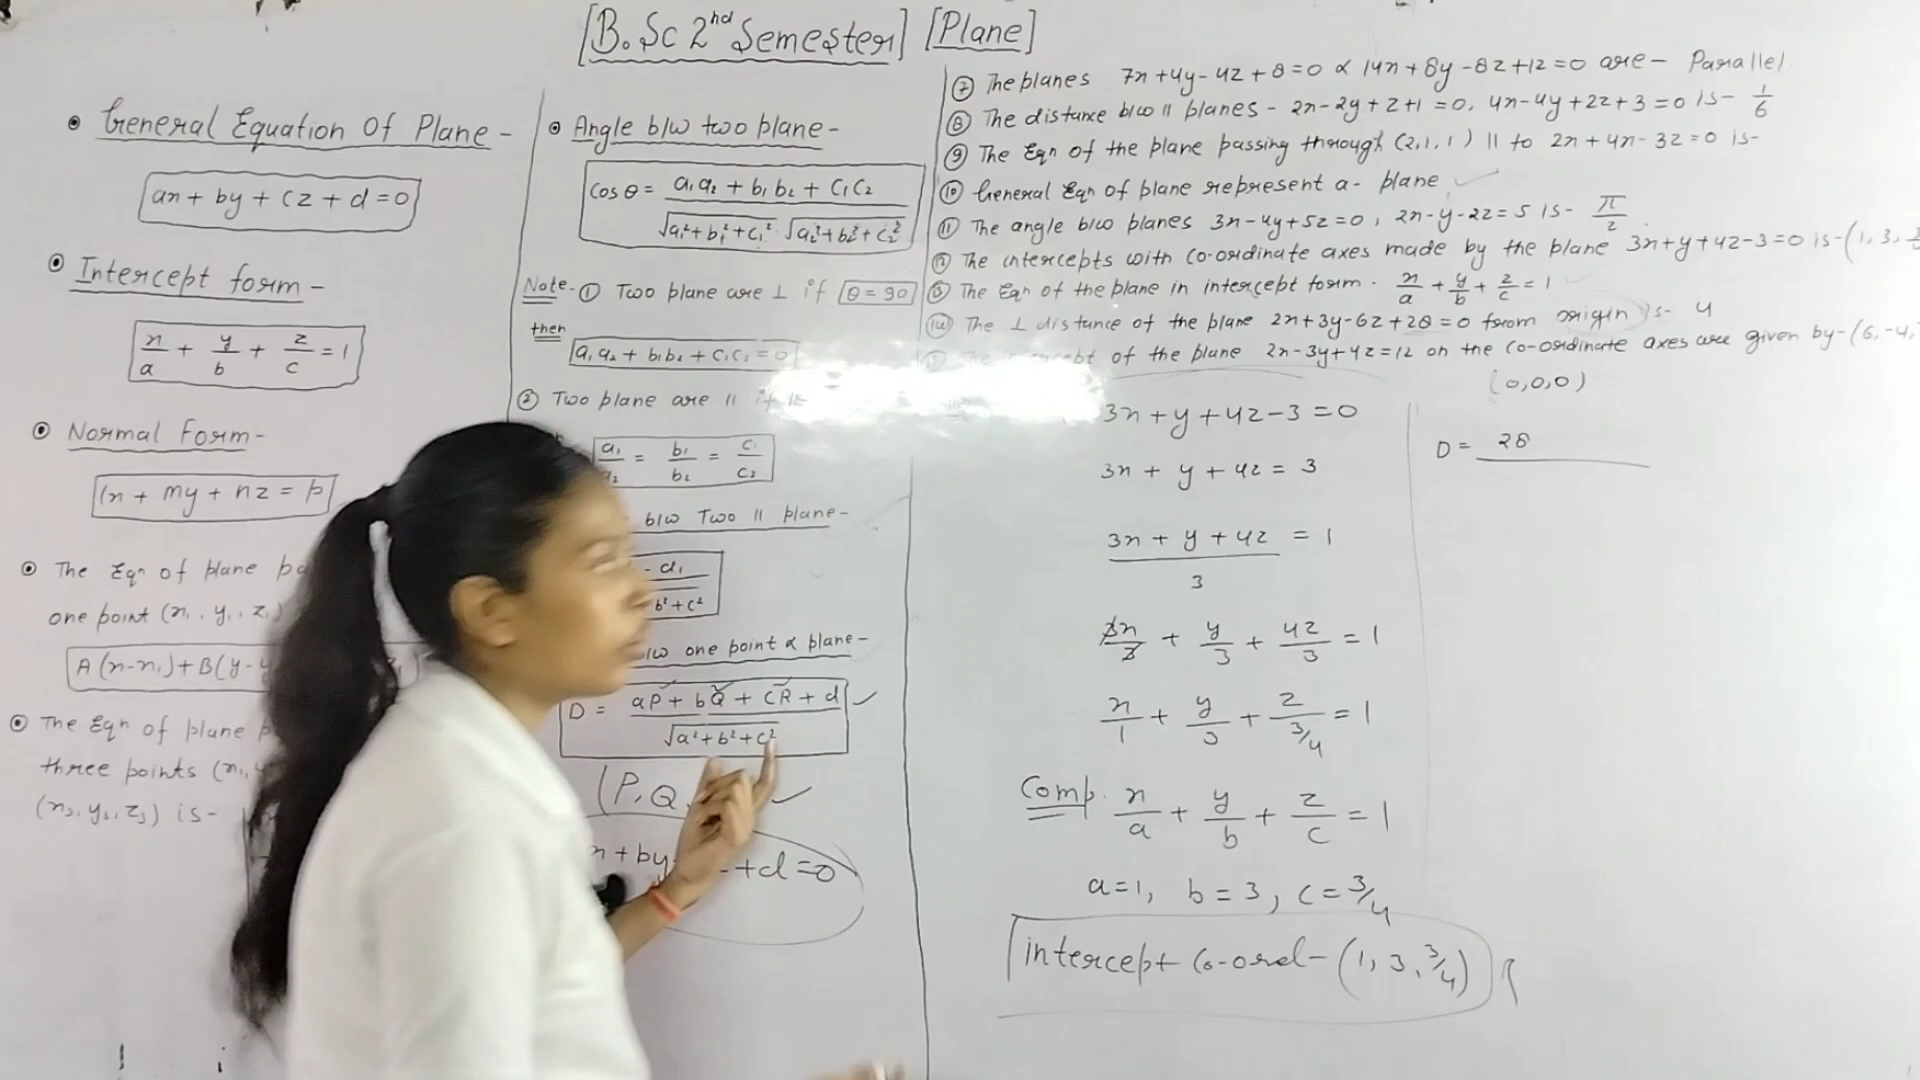 [B. Sc 2nd Semester] [Plane]
• General Equation Of Plane -
ax + by + cz + d = 0
• Intercept form -
x/a + y/b + z/c = 1
• Normal Form -
lx + my + nz = p
• The Eqn of plane
one point (x₁, y₁, z₁)
A(x-x₁)+B(y-y
• The Eqn of plane
three points (x₁,
(x₃, y₃, z₃) is -
• Angle b/w two plane -
Cos θ = a₁a₂ + b₁b₂ + c₁c₂ / √a₁²+b₁²+c₁² √a₂²+b₂²+c₂²
Note - ① Two plane are ⊥ if θ = 90
then
a₁a₂ + b₁b₂ + c₁c₂ = 0
② Two plane are || if
a₁/a₂ = b₁/b₂ = c₁/c₂
b/w Two || plane -
- d₁
b²+c²
b/w one point & plane -
D = aP + bQ + cR + d / √a²+b²+c²
(P, Q,
x + by + d = 0
⑦ The planes 7x+4y-4z+8=0 & 14x+8y-8z+12=0 are - Parallel
⑧ The distance b/w || planes - 2x-2y+z+1=0, 4x-4y+2z+3=0 is - 1/6
⑨ The Eqn of the plane passing through (2,1,1) || to 2x+4x-3z=0 is -
⑩ General Eqn of plane represent a - plane
⑪ The angle b/w planes 3x-4y+5z=0, 2x-y-2z=5 is - π/2
⑫ The intercepts with co-ordinate axes made by the plane 3x+y+4z-3=0 is - (1, 3, 3
⑬ The Eqn of the plane in intercept form - x/a + y/b + z/c = 1
⑭ The ⊥ distance of the plane 2x+3y-6z+28=0 from origin is - 4
of the plane 2x-3y+4z=12 on the co-ordinate axes are given by - (6, -4,
(0,0,0)
3x + y + 4z - 3 = 0
3x + y + 4z = 3
3x + y + 4z / 3 = 1
3x/3 + y/3 + 4z/3 = 1
x/1 + y/3 + z/3/4 = 1
Comp. x/a + y/b + z/c = 1
a=1, b=3, c=3/4
intercept Co-ord - (1, 3, 3/4)
D = 28